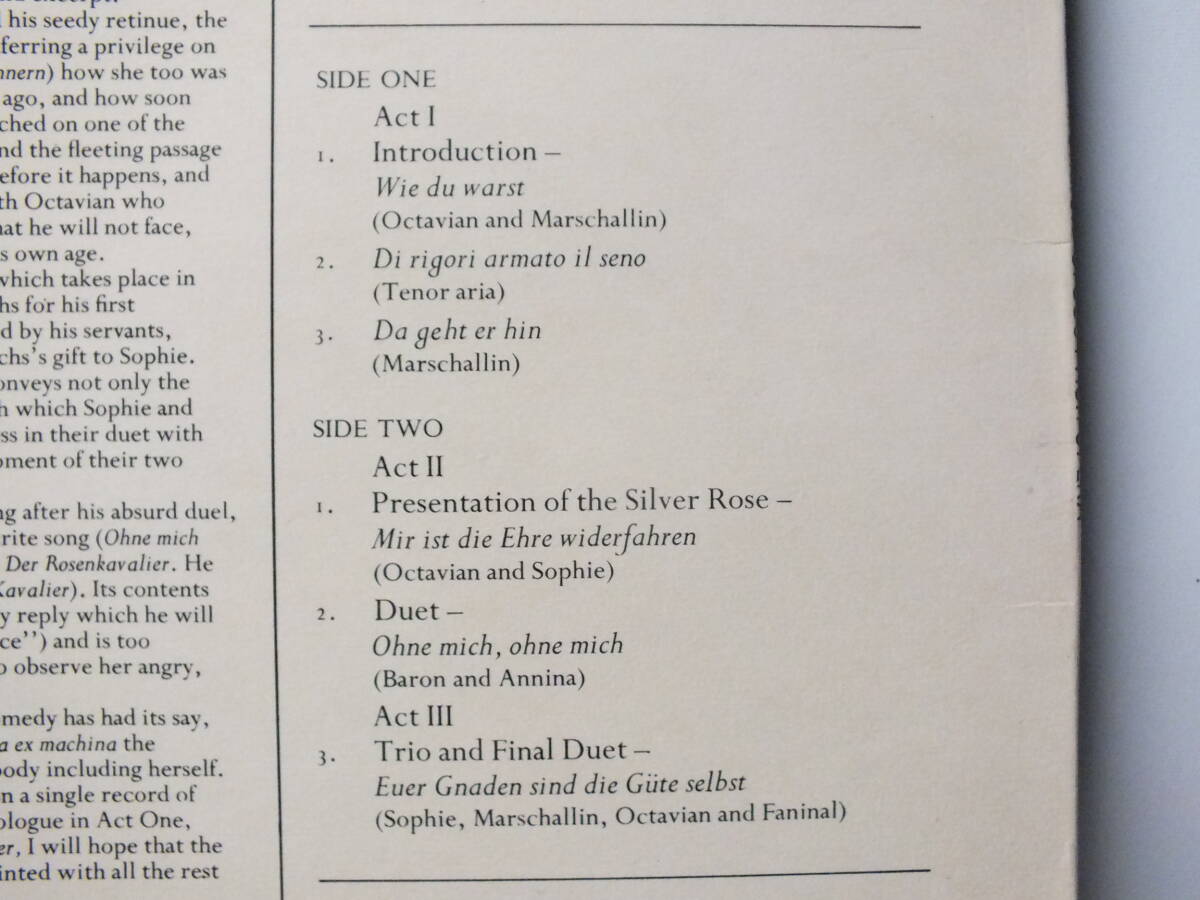 his seedy retinue, the
ferring a privilege on
nnern) how she too was
ago, and how soon
ched on one of the
nd the fleeting passage
efore it happens, and
th Octavian who
hat he will not face,
s own age.
which takes place in
hs for his first
d by his servants,
chs's gift to Sophie.
onveys not only the
h which Sophie and
ss in their duet with
oment of their two
ng after his absurd duel,
rite song (Ohne mich
Der Rosenkavalier. He
Kavalier). Its contents
y reply which he will
ce") and is too
o observe her angry,
medy has had its say,
a ex machina the
body including herself.
n a single record of
ologue in Act One,
er, I will hope that the
inted with all the rest
SIDE ONE
Act I
1. Introduction –
Wie du warst
(Octavian and Marschallin)
2. Di rigori armato il seno
(Tenor aria)
3. Da geht er hin
(Marschallin)
SIDE TWO
Act II
1. Presentation of the Silver Rose –
Mir ist die Ehre widerfahren
(Octavian and Sophie)
2. Duet –
Ohne mich, ohne mich
(Baron and Annina)
Act III
3. Trio and Final Duet –
Euer Gnaden sind die Güte selbst
(Sophie, Marschallin, Octavian and Faninal)